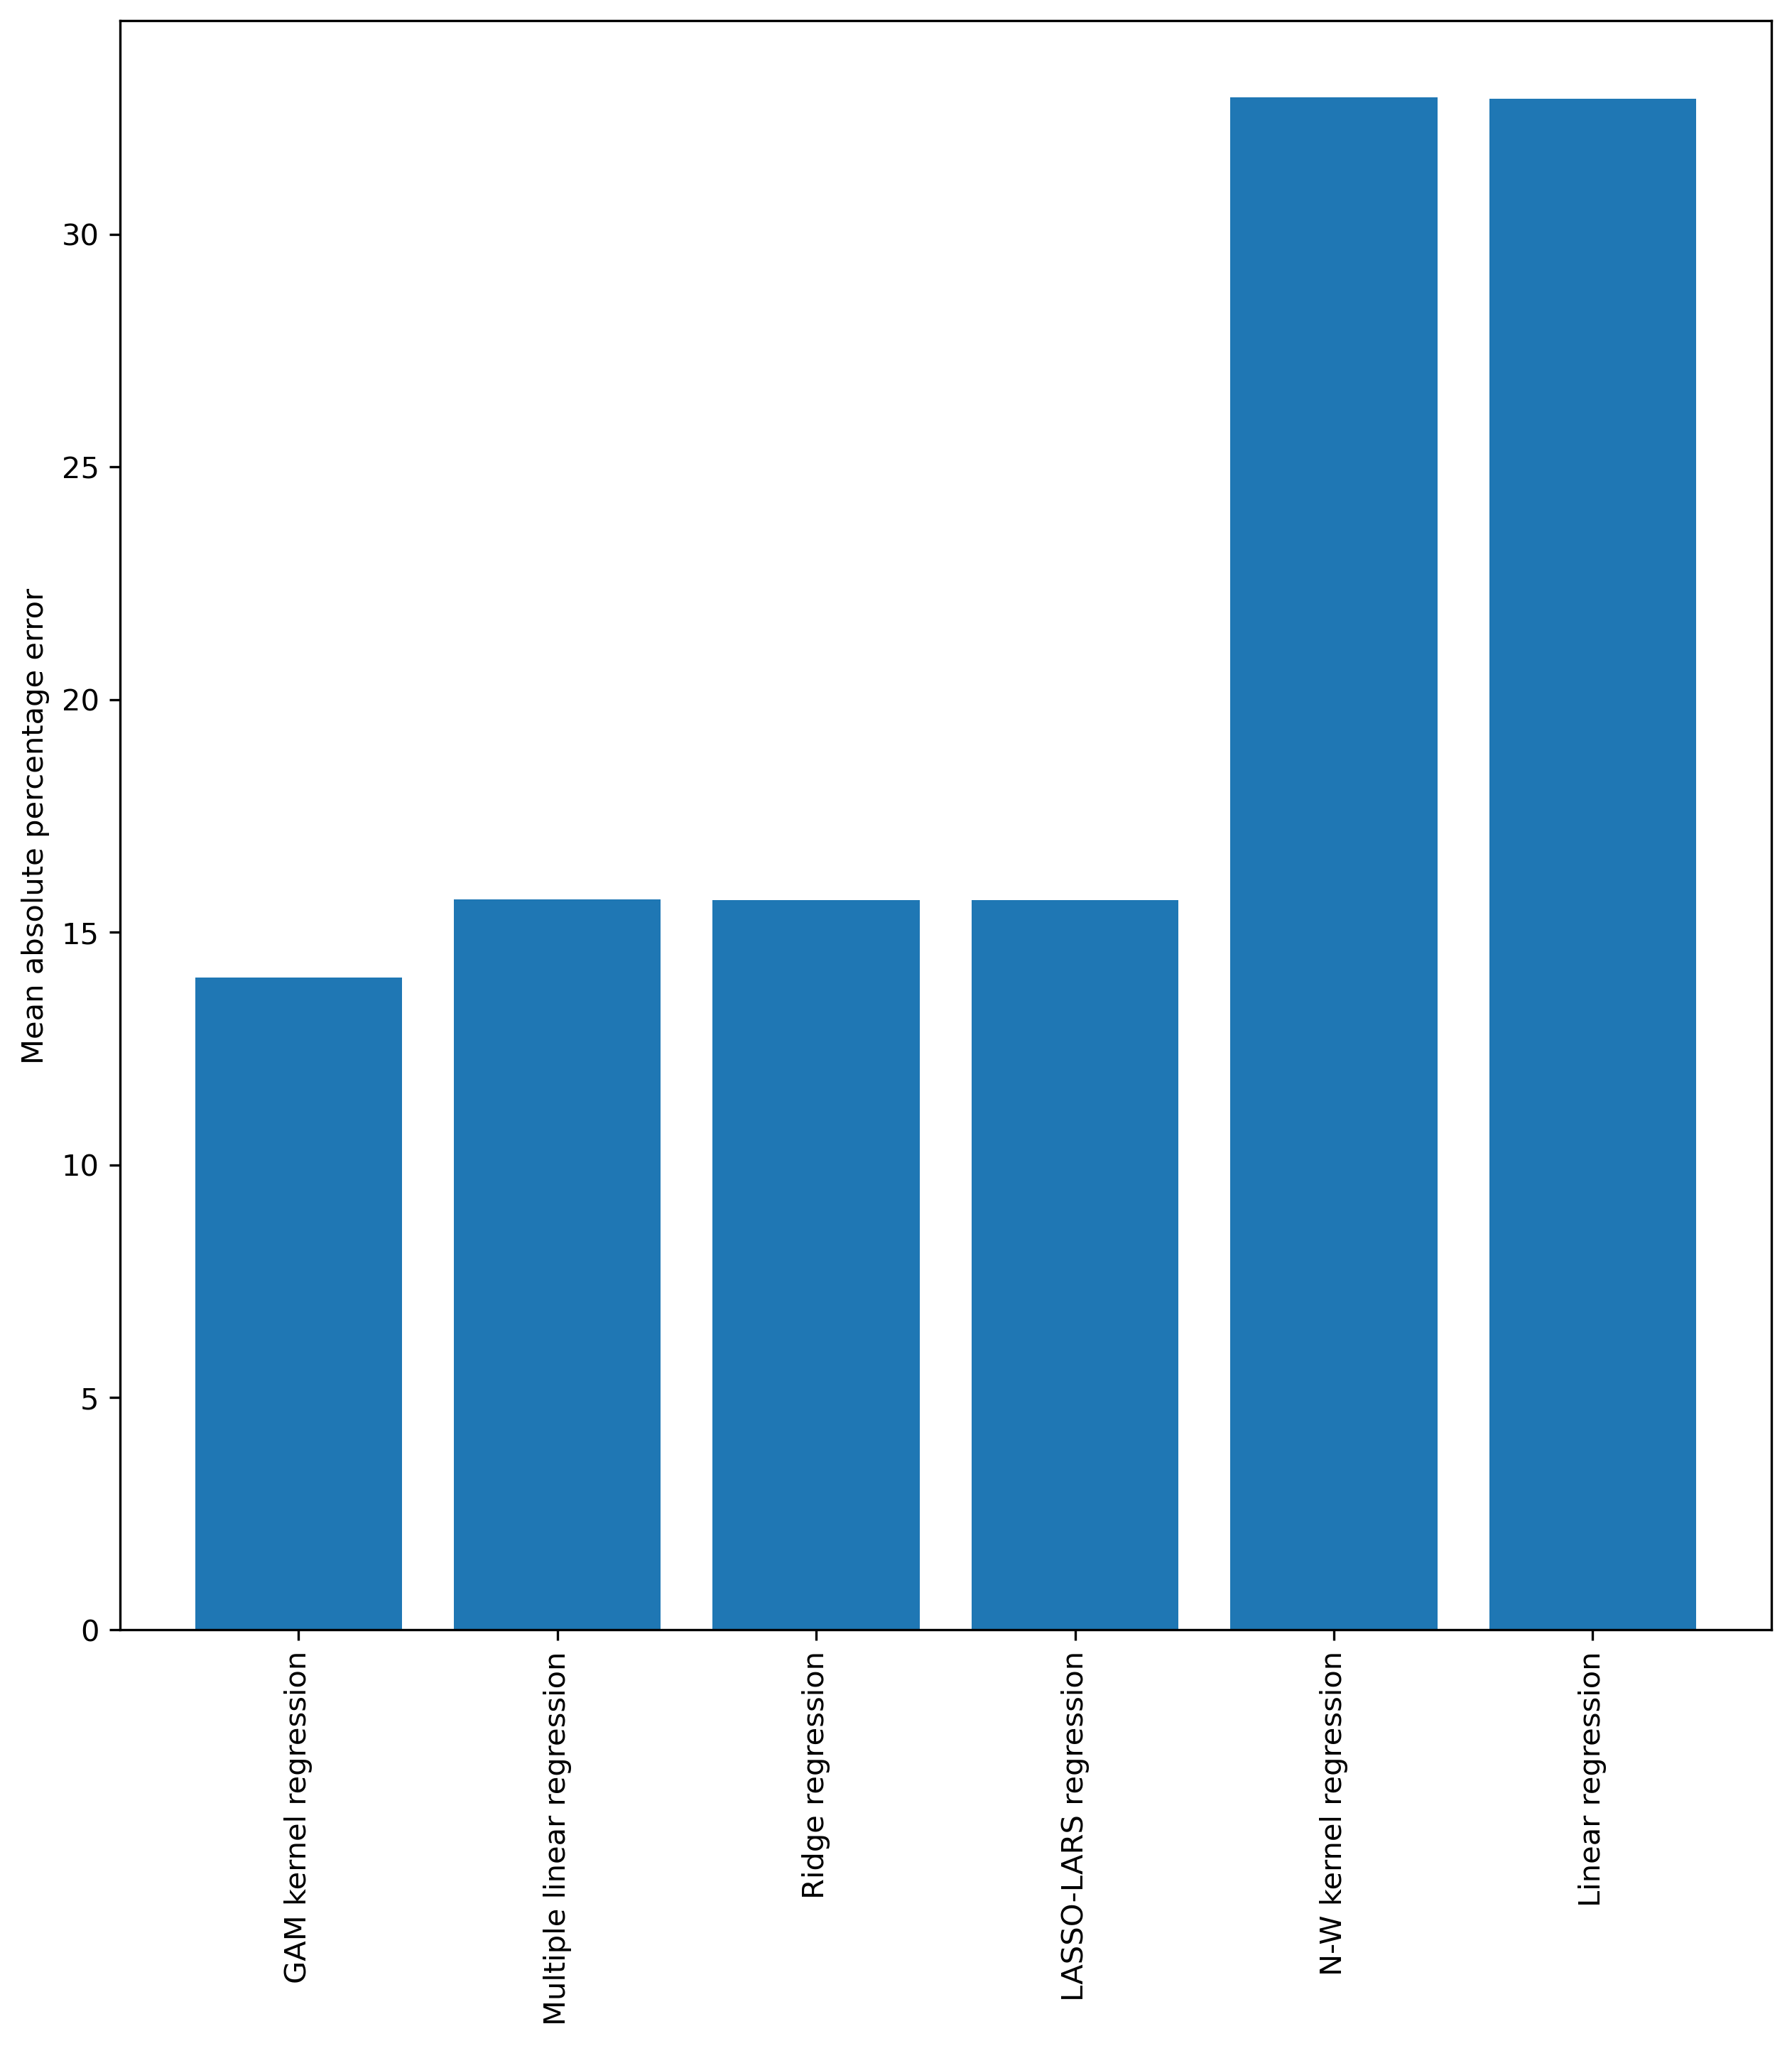 Mean absolute percentage error
30
25
20
15
10
5
0
GAM kernel regression
Multiple linear regression
Ridge regression
LASSO-LARS regression
N-W kernel regression
Linear regression